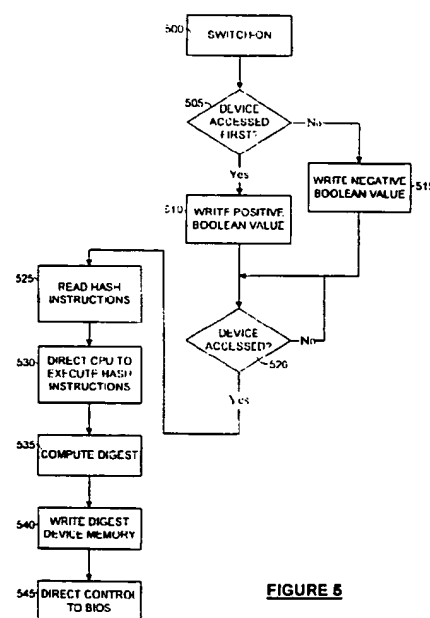 500
SWITCH-ON
505
DEVICE
ACCESSED
FIRST?
No
Yes
510
WRITE POSITIVE
BOOLEAN VALUE
WRITE NEGATIVE
BOOLEAN VALUE
515
525
READ HASH
INSTRUCTIONS
DEVICE
ACCESSED?
No
520
Yes
530
DIRECT CPU TO
EXECUTE HASH
INSTRUCTIONS
535
COMPUTE DIGEST
540
WRITE DIGEST
DEVICE MEMORY
545
DIRECT CONTROL
TO BIOS
FIGURE 5